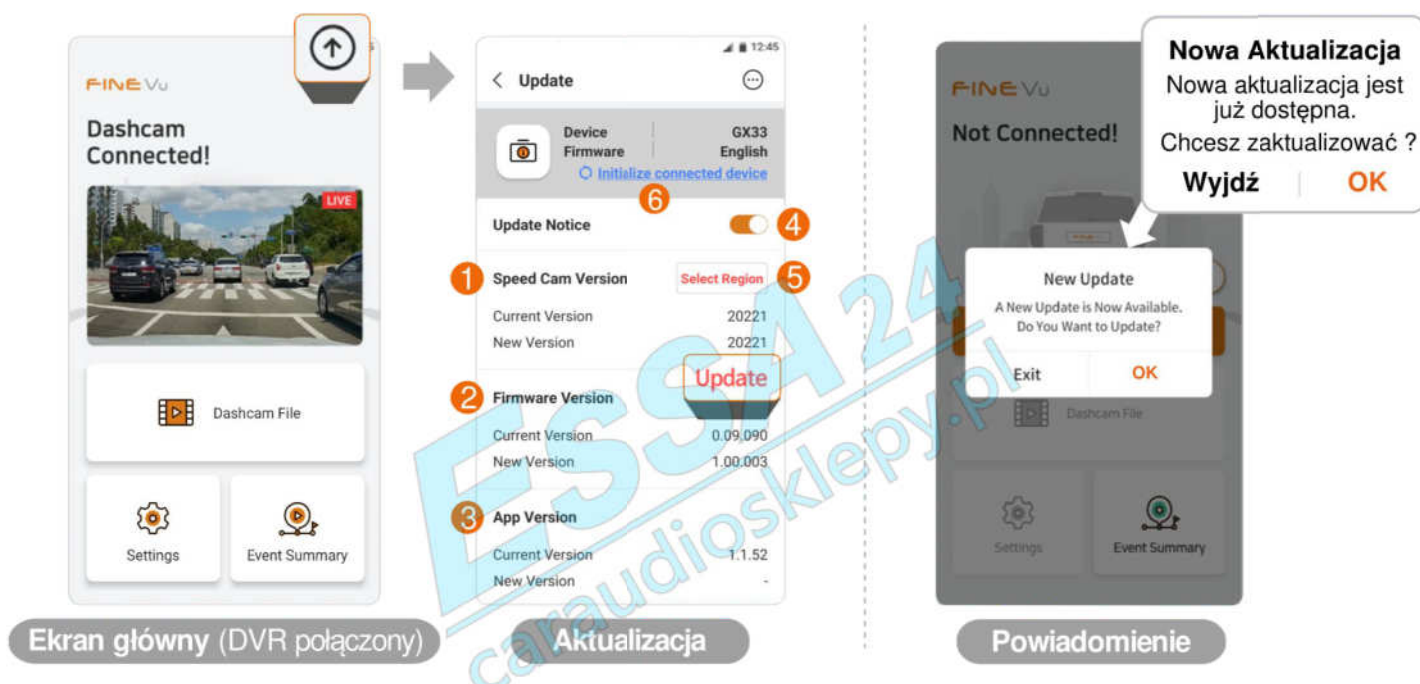 FINEVu
Dashcam
Connected!
LIVE
Dashcam File
Settings
Event Summary
Ekran główny (DVR połączony)
12:45
< Update
Device GX33
Firmware English
Initialize connected device
6
Update Notice 4
1 Speed Cam Version Select Region 5
Current Version 20221
New Version 20221
Update
2 Firmware Version
Current Version 0.09.090
New Version 1.00.003
3 App Version
Current Version 1.1.52
New Version -
Aktualizacja
FINEVu
Not Connected!
Nowa Aktualizacja
Nowa aktualizacja jest
już dostępna.
Chcesz zaktualizować ?
Wyjdź OK
New Update
A New Update is Now Available.
Do You Want to Update?
Exit OK
Dashcam File
Settings
Event Summary
Powiadomienie
ESSA 24
caraudiosklepy.pl